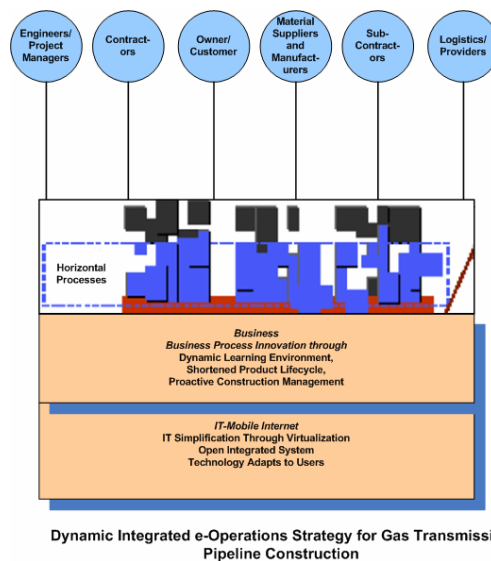 Engineers/
Project
Managers
Contract-
ors
Owner/
Customer
Material
Suppliers
and
Manufact-
urers
Sub-
Contract-
ors
Logistics/
Providers
Horizontal
Processes
Business
Business Process Innovation through
Dynamic Learning Environment,
Shortened Product Lifecycle,
Proactive Construction Management
IT-Mobile Internet
IT Simplification Through Virtualization
Open Integrated System
Technology Adapts to Users
Dynamic Integrated e-Operations Strategy for Gas Transmissi
Pipeline Construction